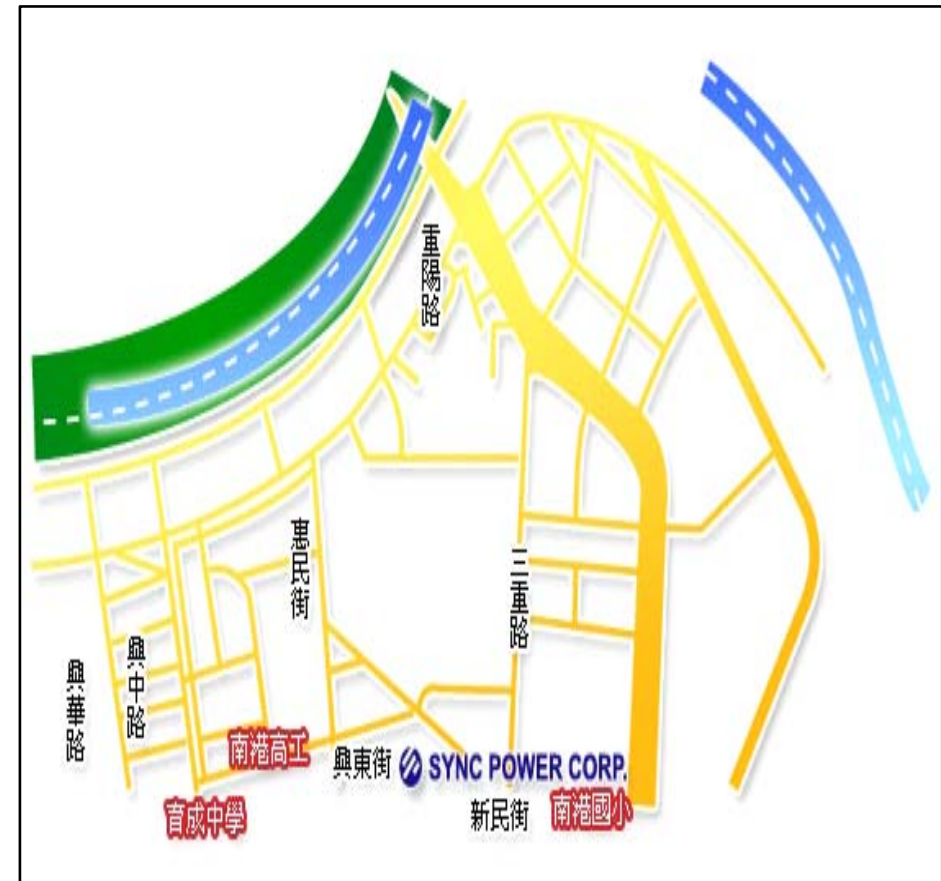 重陽路
惠民街
三重路
興中路
興華路
南港高工
興東街
SYNC POWER CORP.
育成中學
新民街
南港國小